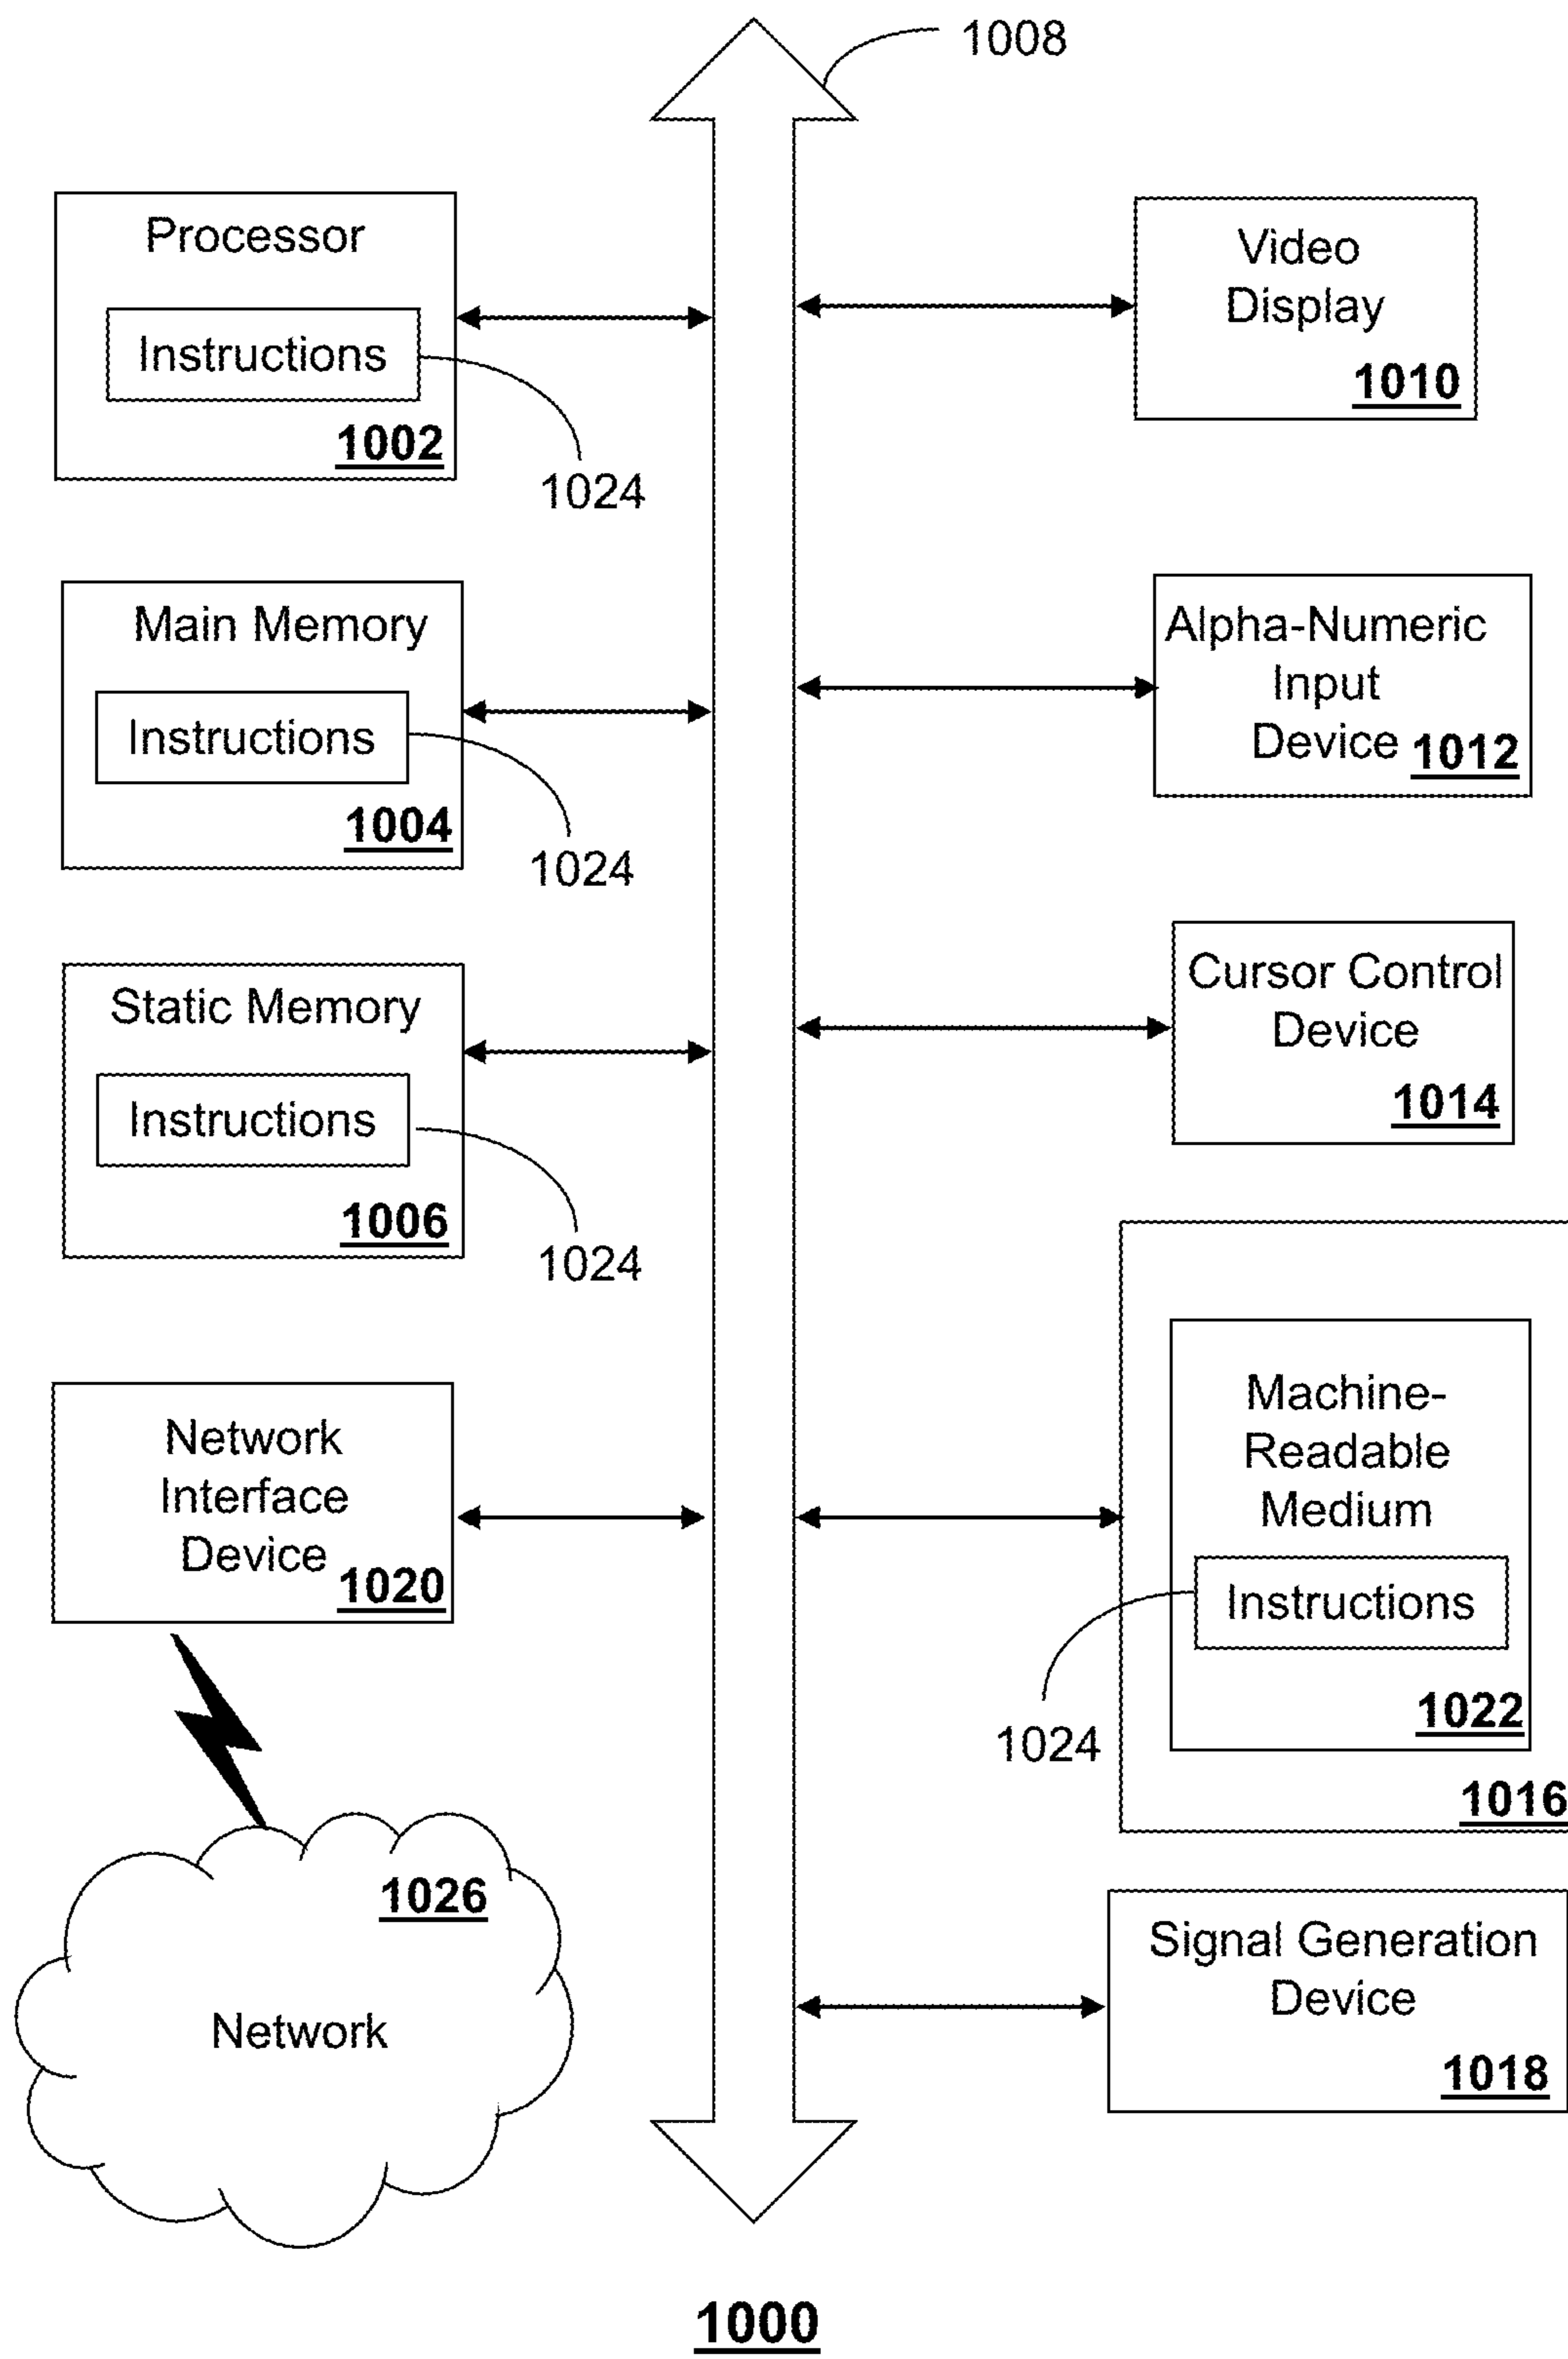 1008
Processor
Instructions
1002
1024
Main Memory
Instructions
1004
1024
Static Memory
Instructions
1006
1024
Network
Interface
Device
1020
1026
Network
Video
Display
1010
Alpha-Numeric
Input
Device 1012
Cursor Control
Device
1014
Machine-
Readable
Medium
Instructions
1022
1024
1016
Signal Generation
Device
1018
1000